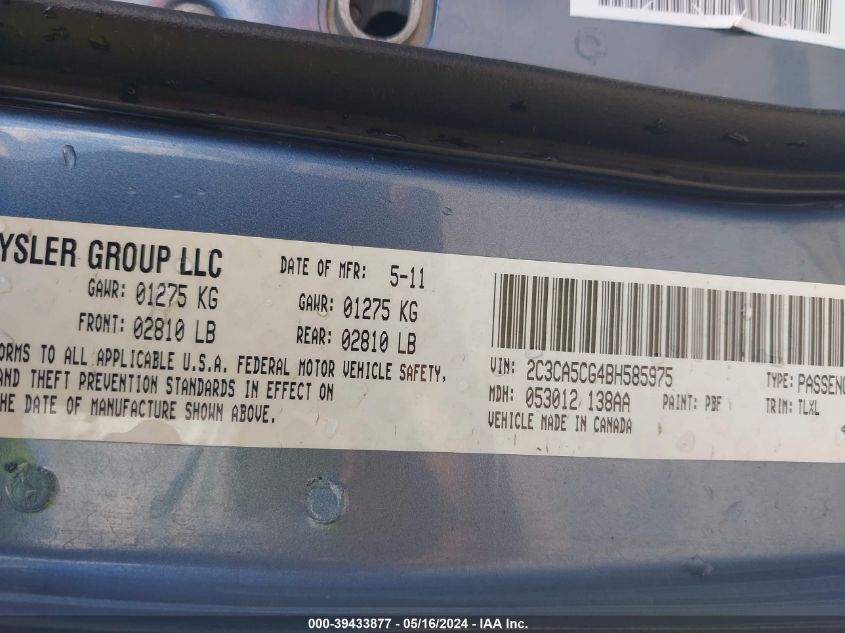 YSLER GROUP LLC
DATE OF MFR: 5-11
GAWR: 01275 KG
GAWR: 01275 KG
FRONT: 02810 LB
REAR: 02810 LB
ORMS TO ALL APPLICABLE U.S.A. FEDERAL MOTOR VEHICLE SAFETY,
AND THEFT PREVENTION STANDARDS IN EFFECT ON
THE DATE OF MANUFACTURE SHOWN ABOVE.
VIN: 2C3CA5CG4BH585975
TYPE: PASSENG
MDH: 053012 138AA
PAINT: PBF
TRIM: TLXL
VEHICLE MADE IN CANADA
4
000-39433877 - 05/16/2024 - IAA Inc.